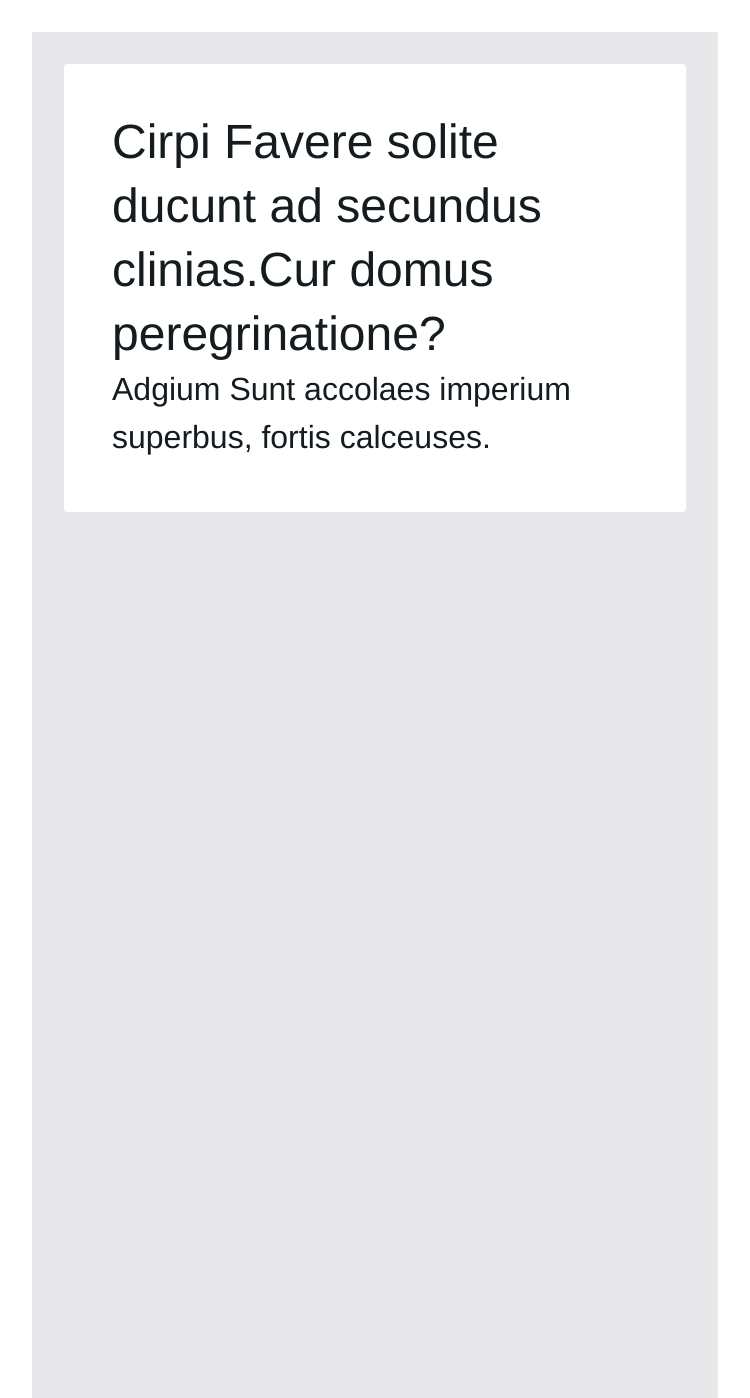 Cirpi Favere solite
ducunt ad secundus
clinias.Cur domus
peregrinatione?
Adgium Sunt accolaes imperium
superbus, fortis calceuses.